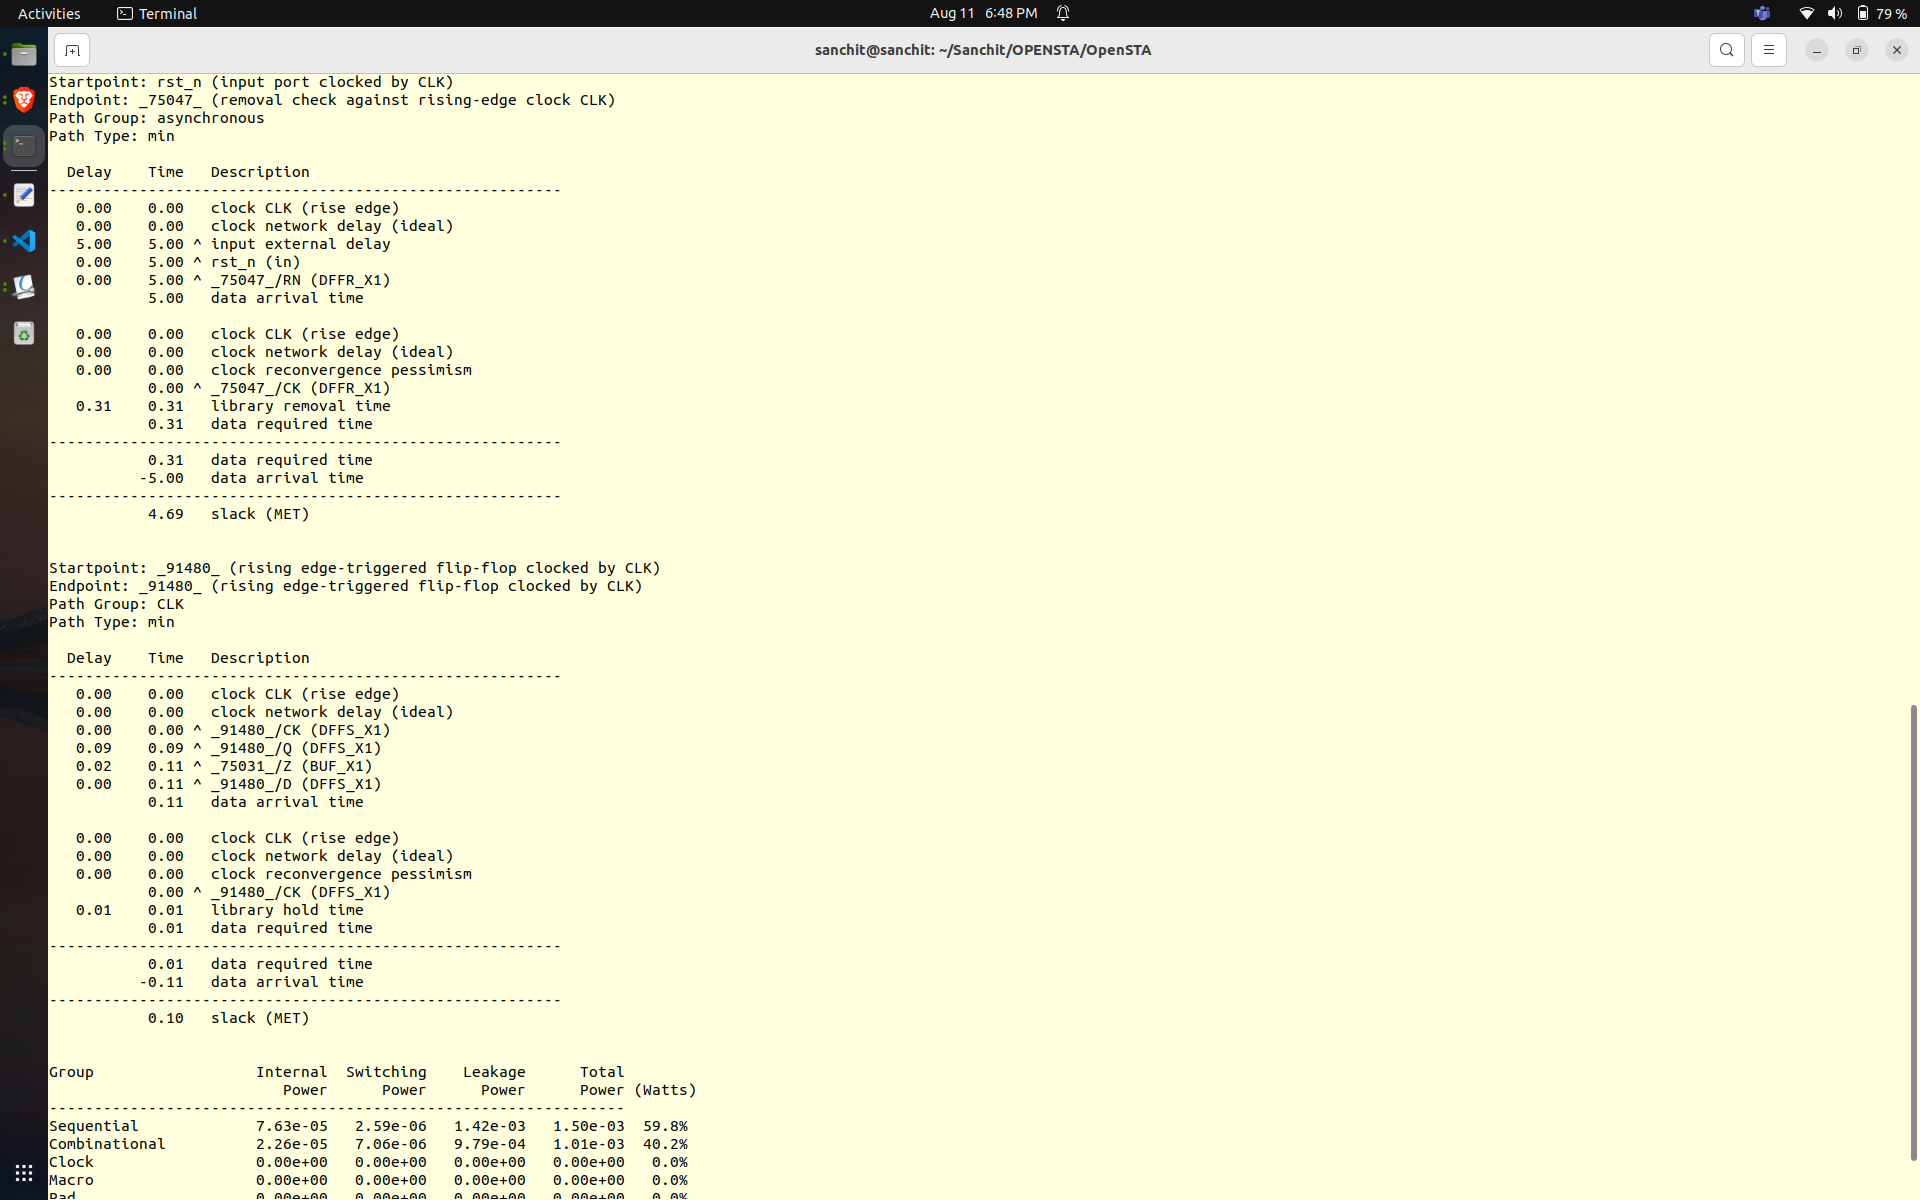 Activities Terminal Aug 11 6:48 PM 79 %
sanchit@sanchit: ~/Sanchit/OPENSTA/OpenSTA
Startpoint: rst_n (input port clocked by CLK)
Endpoint: _75047_ (removal check against rising-edge clock CLK)
Path Group: asynchronous
Path Type: min
  Delay    Time   Description
---------------------------------------------------------
   0.00    0.00   clock CLK (rise edge)
   0.00    0.00   clock network delay (ideal)
   5.00    5.00 ^ input external delay
   0.00    5.00 ^ rst_n (in)
   0.00    5.00 ^ _75047_/RN (DFFR_X1)
           5.00   data arrival time
   0.00    0.00   clock CLK (rise edge)
   0.00    0.00   clock network delay (ideal)
   0.00    0.00   clock reconvergence pessimism
           0.00 ^ _75047_/CK (DFFR_X1)
   0.31    0.31   library removal time
           0.31   data required time
---------------------------------------------------------
           0.31   data required time
          -5.00   data arrival time
---------------------------------------------------------
           4.69   slack (MET)
Startpoint: _91480_ (rising edge-triggered flip-flop clocked by CLK)
Endpoint: _91480_ (rising edge-triggered flip-flop clocked by CLK)
Path Group: CLK
Path Type: min
  Delay    Time   Description
---------------------------------------------------------
   0.00    0.00   clock CLK (rise edge)
   0.00    0.00   clock network delay (ideal)
   0.00    0.00 ^ _91480_/CK (DFFS_X1)
   0.09    0.09 ^ _91480_/Q (DFFS_X1)
   0.02    0.11 ^ _75031_/Z (BUF_X1)
   0.00    0.11 ^ _91480_/D (DFFS_X1)
           0.11   data arrival time
   0.00    0.00   clock CLK (rise edge)
   0.00    0.00   clock network delay (ideal)
   0.00    0.00   clock reconvergence pessimism
           0.00 ^ _91480_/CK (DFFS_X1)
   0.01    0.01   library hold time
           0.01   data required time
---------------------------------------------------------
           0.01   data required time
          -0.11   data arrival time
---------------------------------------------------------
           0.10   slack (MET)
Group                  Internal  Switching    Leakage      Total
                          Power      Power      Power      Power (Watts)
----------------------------------------------------------------
Sequential             7.63e-05   2.59e-06   1.42e-03   1.50e-03  59.8%
Combinational          2.26e-05   7.06e-06   9.79e-04   1.01e-03  40.2%
Clock                  0.00e+00   0.00e+00   0.00e+00   0.00e+00   0.0%
Macro                  0.00e+00   0.00e+00   0.00e+00   0.00e+00   0.0%
Pad                    0.00e+00   0.00e+00   0.00e+00   0.00e+00   0.0%